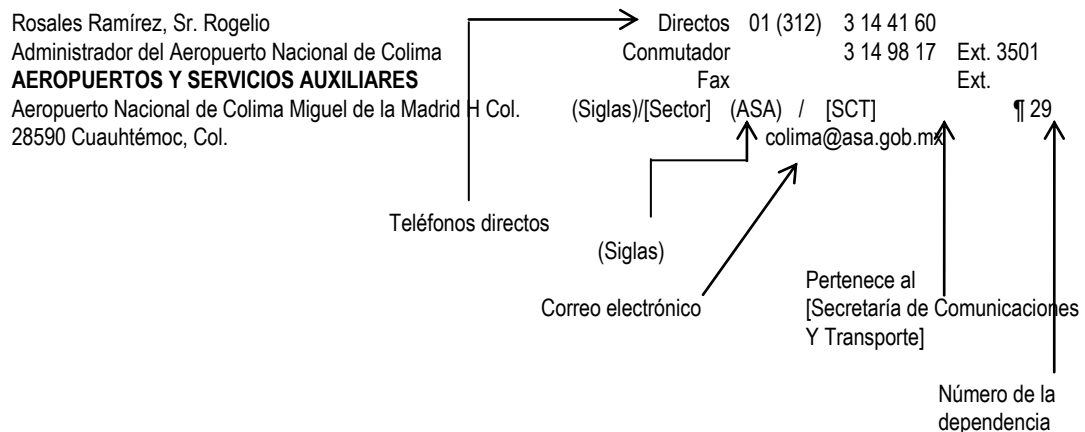 Rosales Ramírez, Sr. Rogelio Directos 01 (312) 3 14 41 60
Administrador del Aeropuerto Nacional de Colima Conmutador 3 14 98 17 Ext. 3501
AEROPUERTOS Y SERVICIOS AUXILIARES Fax Ext.
Aeropuerto Nacional de Colima Miguel de la Madrid H Col. (Siglas)/[Sector] (ASA) / [SCT] ¶ 29
28590 Cuauhtémoc, Col. colima@asa.gob.mx
Teléfonos directos
(Siglas)
Correo electrónico
Pertenece al
[Secretaría de Comunicaciones
Y Transporte]
Número de la
dependencia